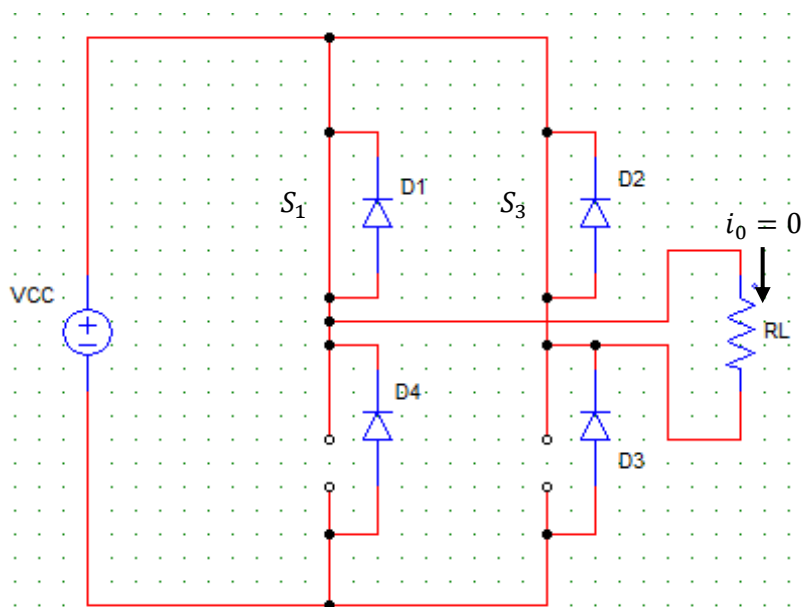 D1
D2
S₁
S₃
i₀ = 0
VCC
+
−
RL
D4
D3